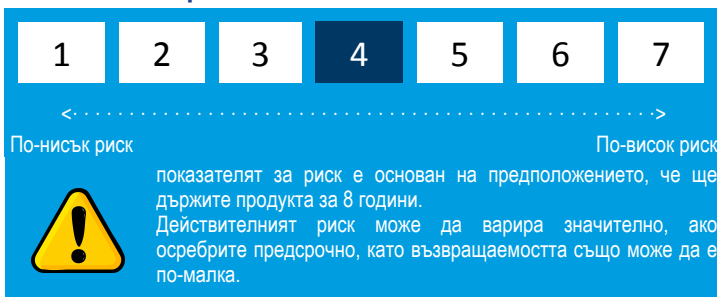 1 2 3 4 5 6 7
По-нисък риск По-висок риск
показателят за риск е основан на предположението, че ще
държите продукта за 8 години.
Действителният риск може да варира значително, ако
осребрите предсрочно, като възвращаемостта също може да е
по-малка.